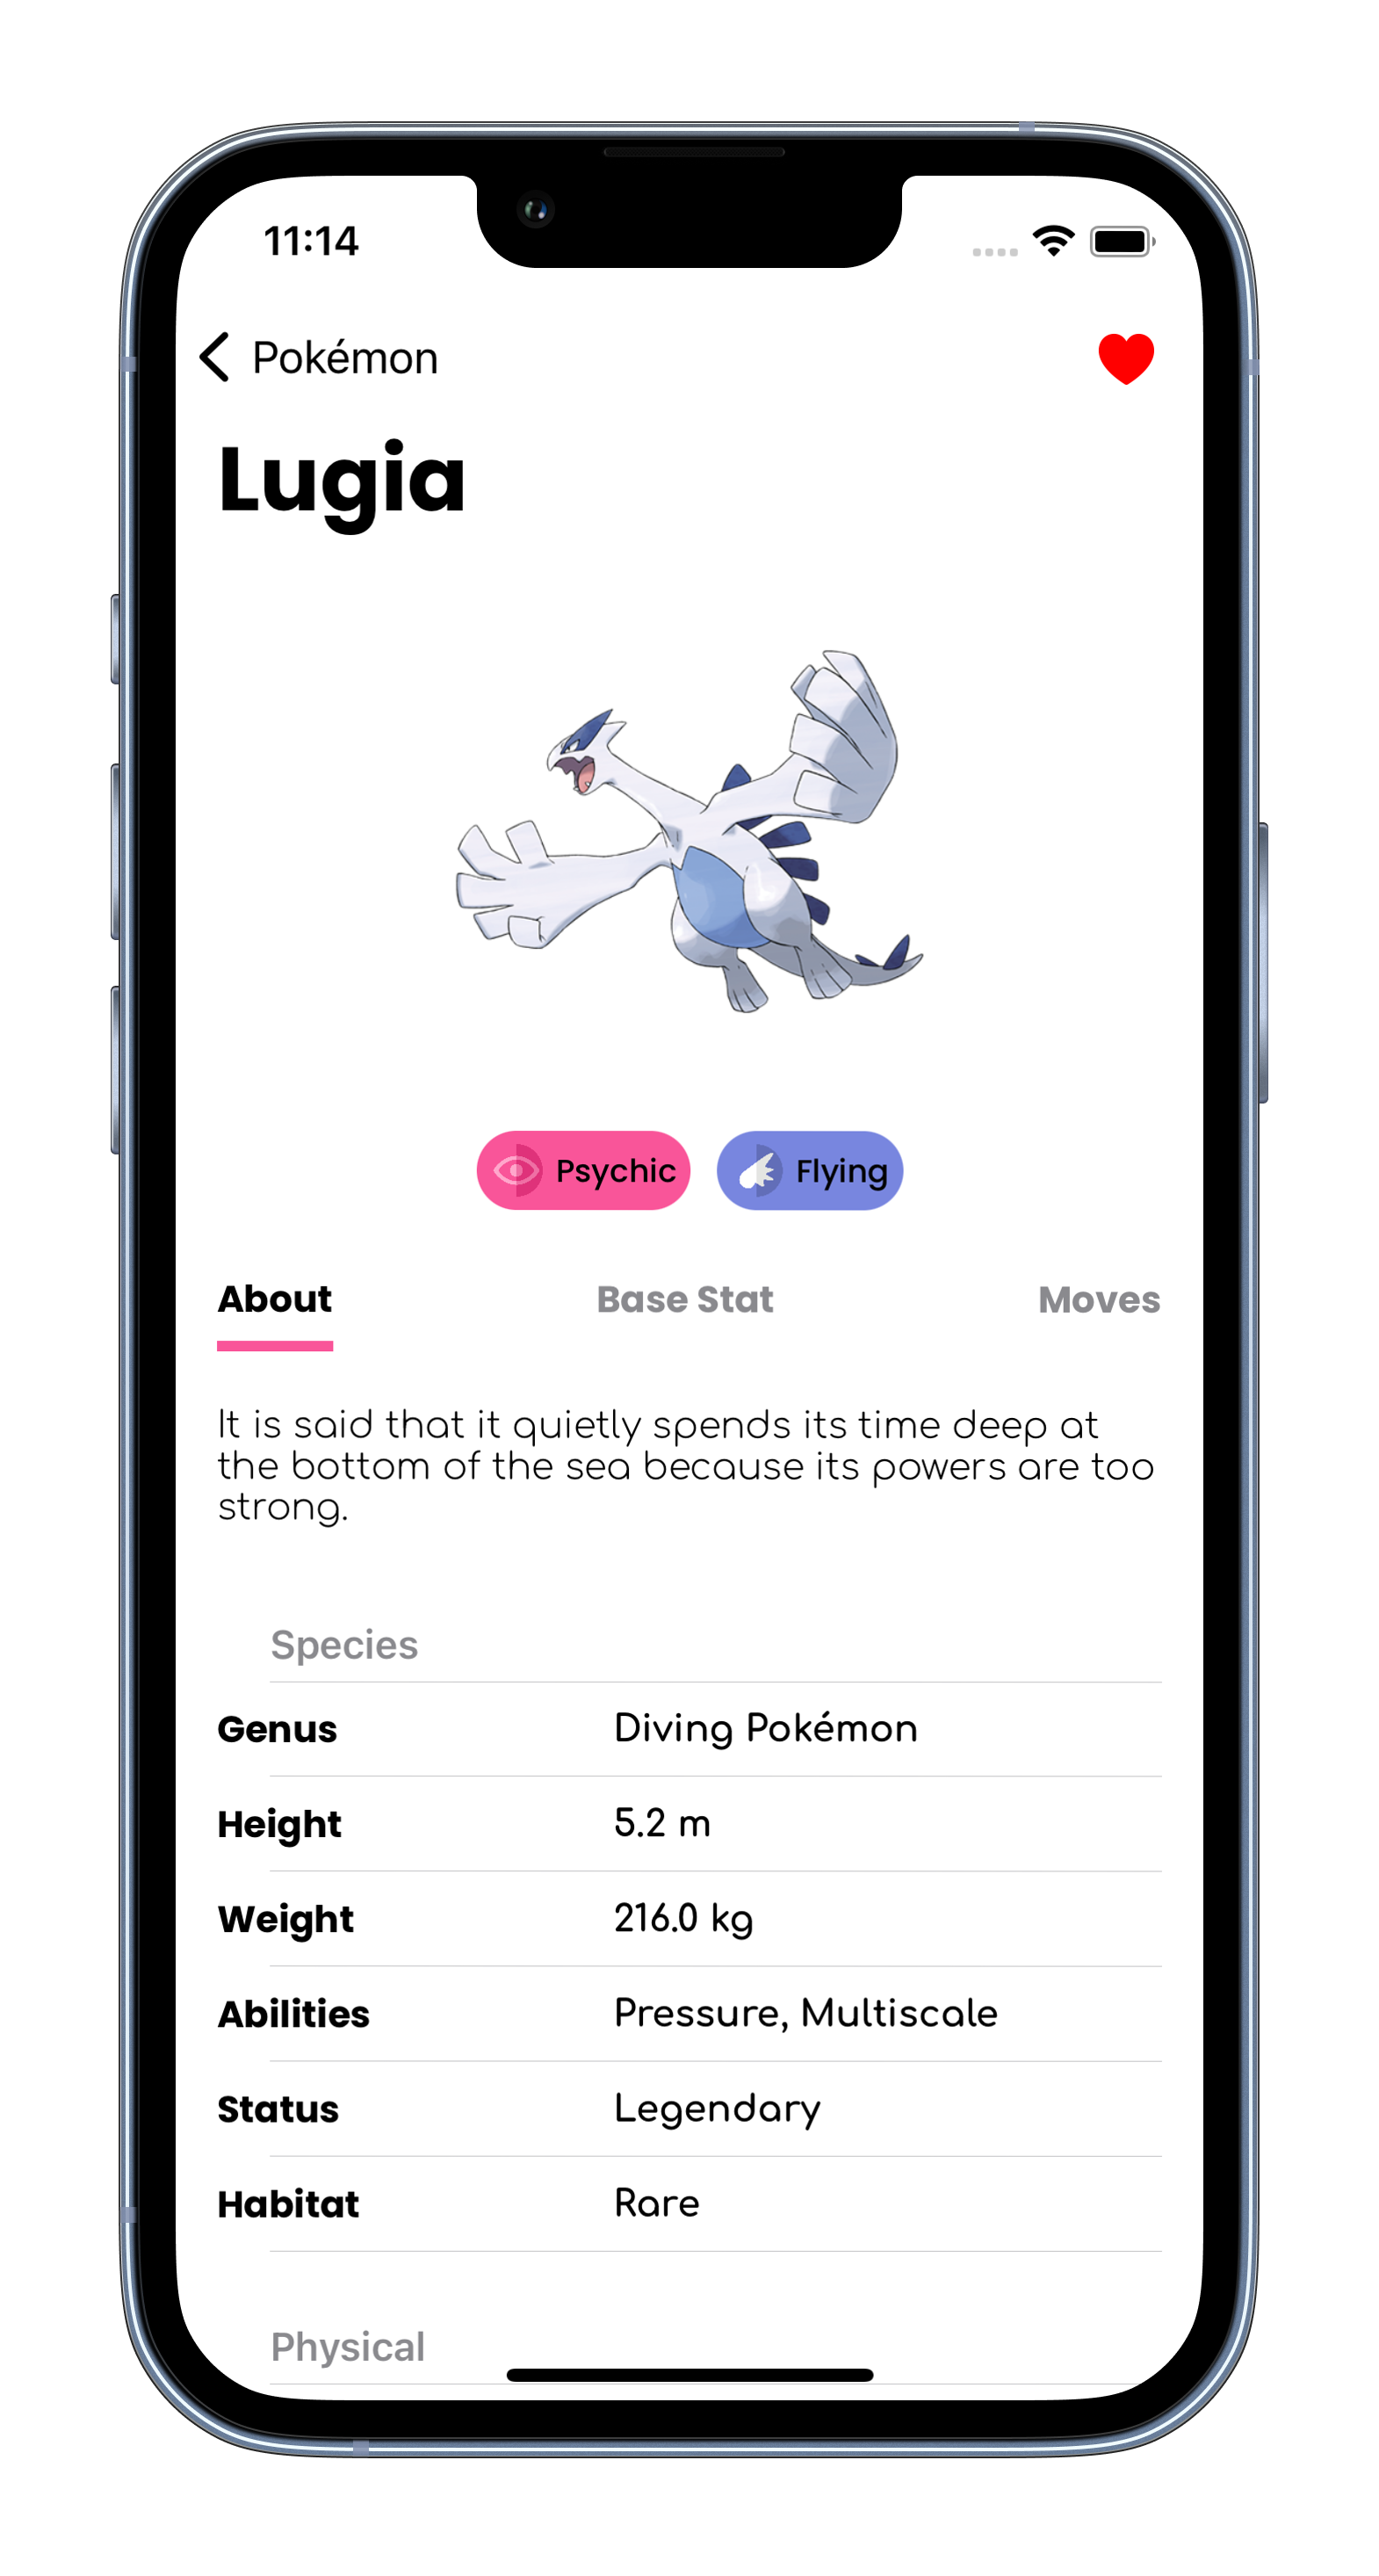 11:14
Pokémon
Lugia
Psychic Flying
About Base Stat Moves
It is said that it quietly spends its time deep at
the bottom of the sea because its powers are too
strong.
Species
Genus Diving Pokémon
Height 5.2 m
Weight 216.0 kg
Abilities Pressure, Multiscale
Status Legendary
Habitat Rare
Physical